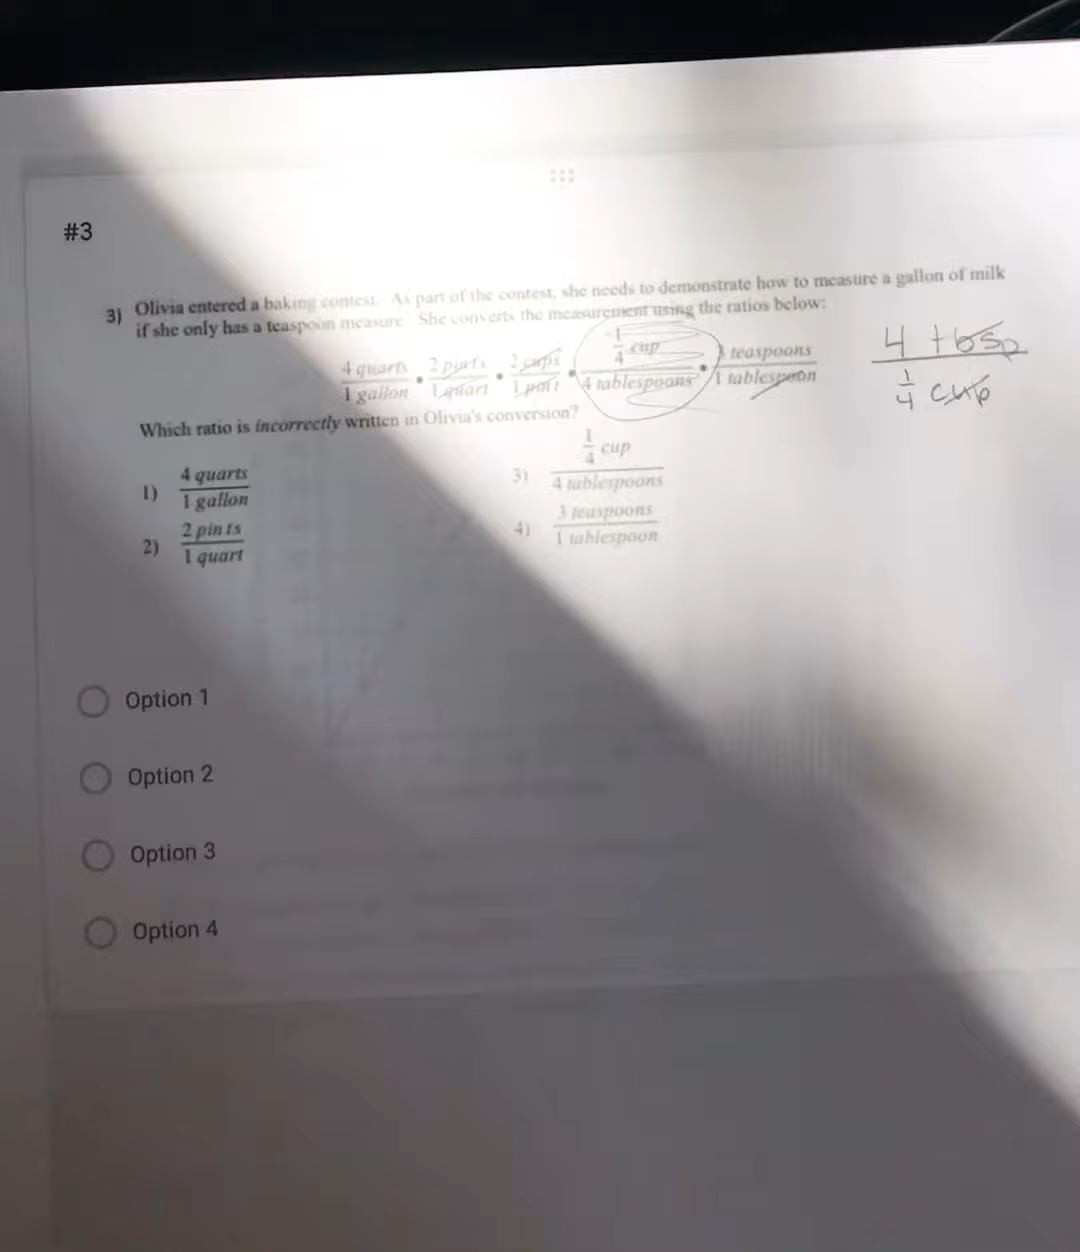 #3
3) Olivia entered a baking contest. As part of the contest, she needs to demonstrate how to measure a gallon of milk
if she only has a teaspoon measure. She converts the measurement using the ratios below:
4 quarts / 1 gallon • 2 pints / 1 quart • 2 cups / 1 pint • 1/4 cup / 4 tablespoons • 3 teaspoons / 1 tablespoon
4 tbsp / 1/4 cup
Which ratio is incorrectly written in Olivia's conversion?
1) 4 quarts / 1 gallon
2) 2 pints / 1 quart
3) 1/4 cup / 4 tablespoons
4) 3 teaspoons / 1 tablespoon
Option 1
Option 2
Option 3
Option 4